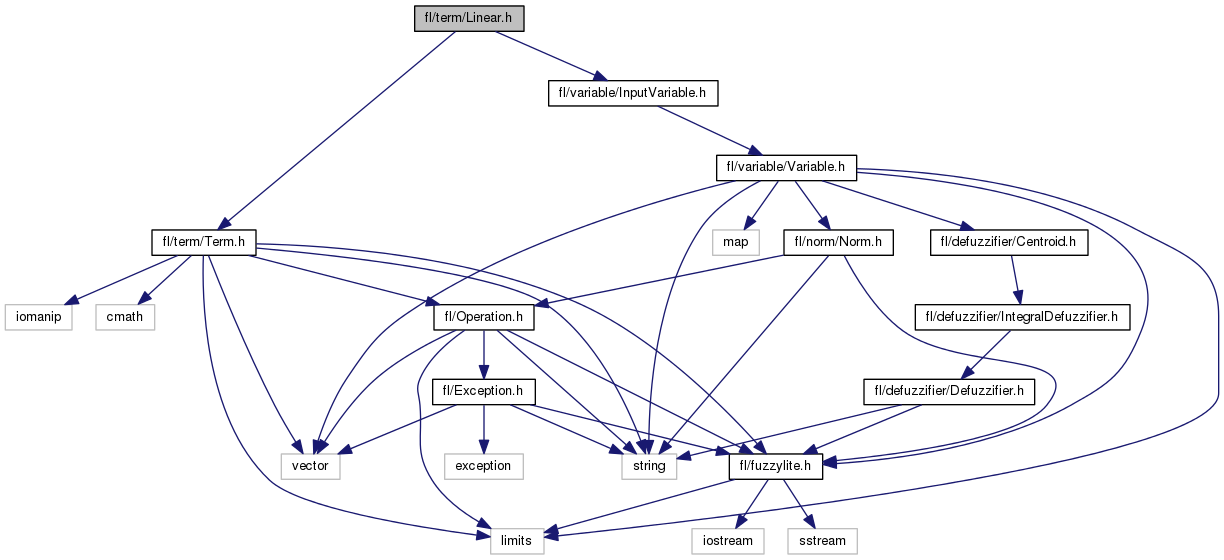 fl/term/Linear.h
fl/variable/InputVariable.h
fl/variable/Variable.h
fl/term/Term.h
map
fl/norm/Norm.h
fl/defuzzifier/Centroid.h
iomanip
cmath
fl/Operation.h
fl/defuzzifier/IntegralDefuzzifier.h
fl/Exception.h
fl/defuzzifier/Defuzzifier.h
vector
exception
string
fl/fuzzylite.h
limits
iostream
sstream